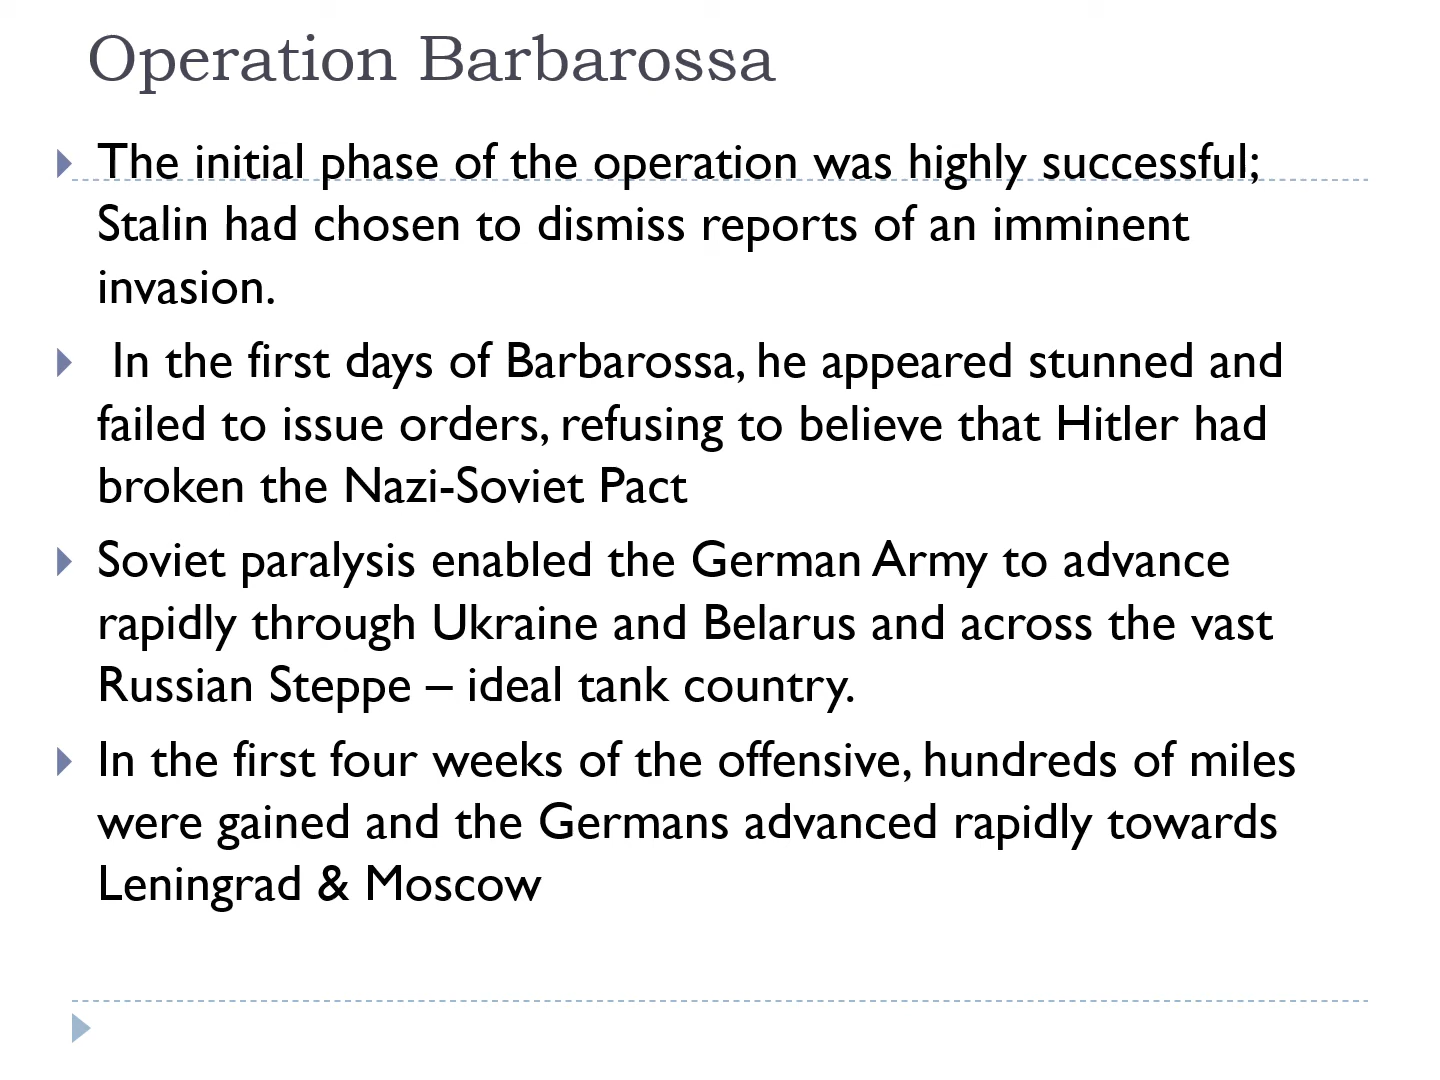 Operation Barbarossa
The initial phase of the operation was highly successful;
Stalin had chosen to dismiss reports of an imminent
invasion.
In the first days of Barbarossa, he appeared stunned and
failed to issue orders, refusing to believe that Hitler had
broken the Nazi-Soviet Pact
Soviet paralysis enabled the German Army to advance
rapidly through Ukraine and Belarus and across the vast
Russian Steppe – ideal tank country.
In the first four weeks of the offensive, hundreds of miles
were gained and the Germans advanced rapidly towards
Leningrad & Moscow